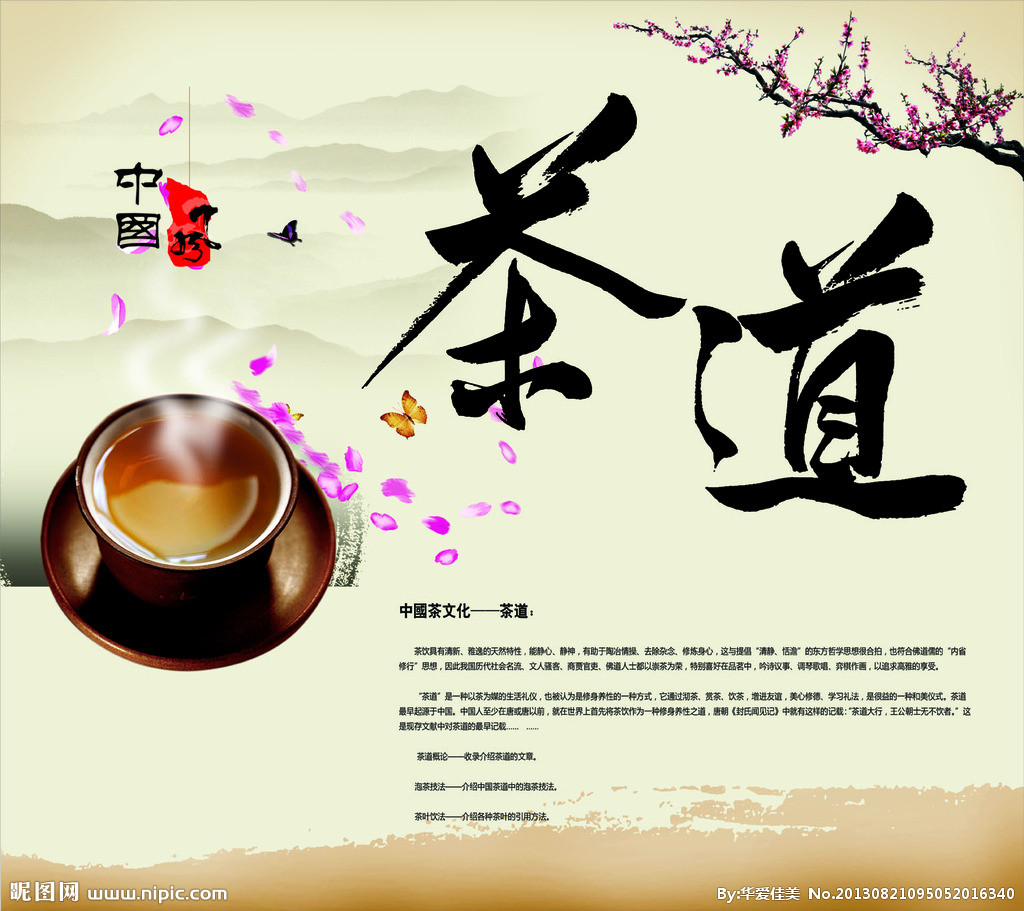 中國
风
茶道
中國茶文化——茶道：
茶饮具有清新、雅逸的天然特性，能静心、静神，有助于陶冶情操、去除杂念、修炼身心，这与提倡“清静、恬澹”的东方哲学思想很合拍，也符合佛道儒的“内省
修行”思想，因此我国历代社会名流、文人骚客、商贾官吏、佛道人士都以崇茶为荣，特别喜好在品茗中，吟诗议事、调琴歌唱、弈棋作画，以追求高雅的享受。
“茶道”是一种以茶为媒的生活礼仪，也被认为是修身养性的一种方式，它通过沏茶、赏茶、饮茶，增进友谊，美心修德、学习礼法，是很益的一种和美仪式。茶道
最早起源于中国。中国人至少在唐或唐以前，就在世界上首先将茶饮作为一种修身养性之道，唐朝《封氏闻见记》中就有这样的记载：“茶道大行，王公朝士无不饮者。”这
是现存文献中对茶道的最早记载…… ……
茶道概论——收录介绍茶道的文章。
泡茶技法——介绍中国茶道中的泡茶技法。
茶叶饮法——介绍各种茶叶的引用方法。
昵图网 www.nipic.com
By:华爱佳美 No.20130821095052016340